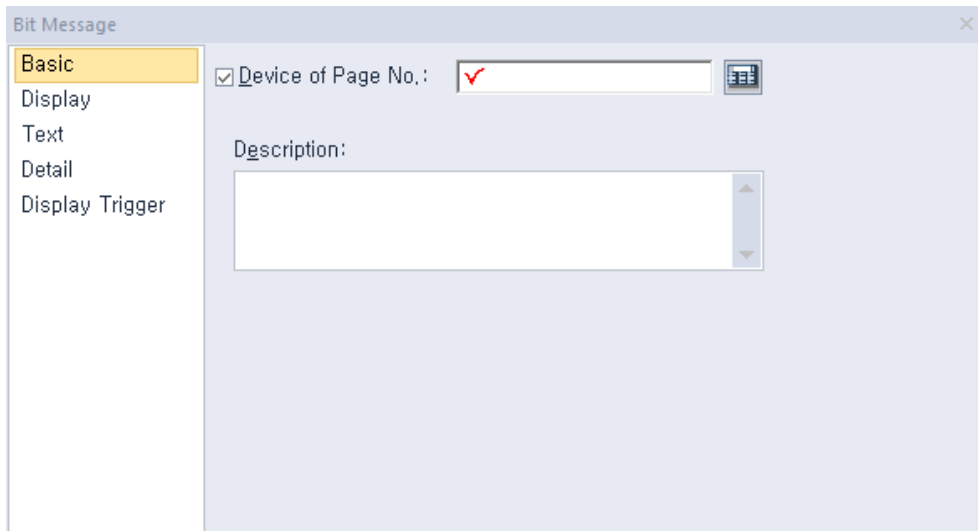 Bit Message
Basic
Display
Text
Detail
Display Trigger
Device of Page No.:
Description: